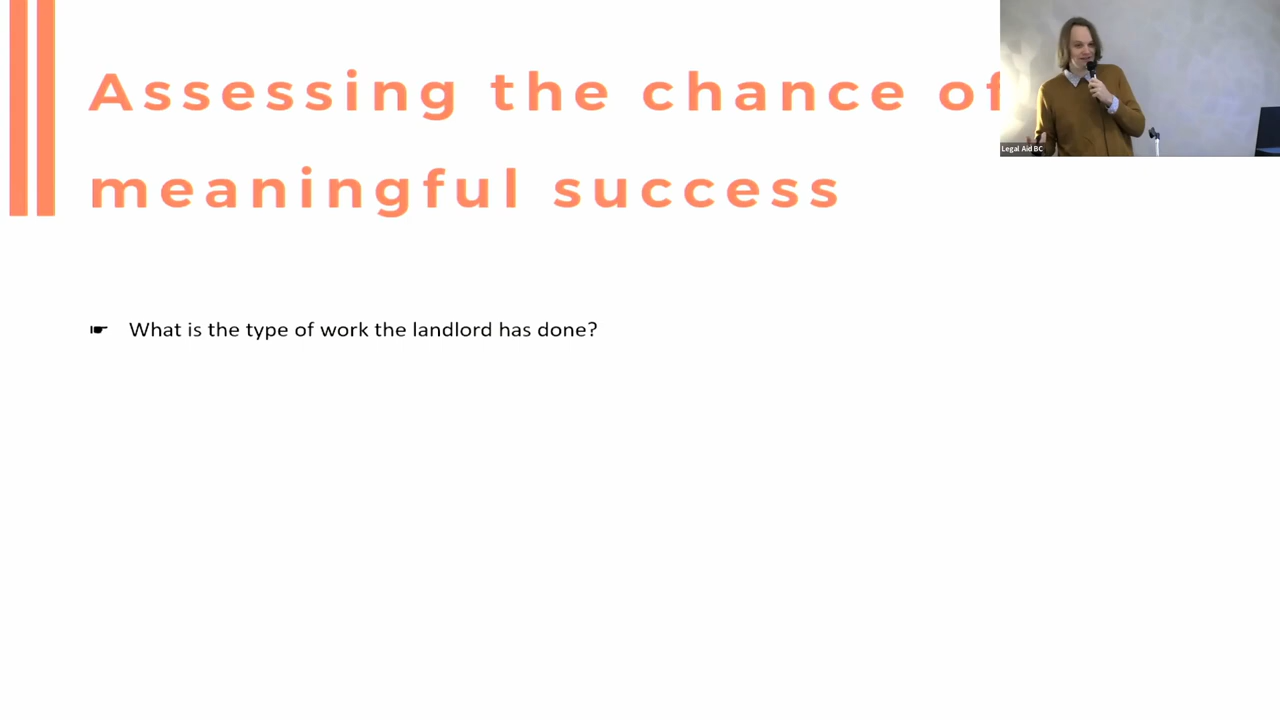 Assessing the chance of
meaningful success
Legal Aid BC
☛ What is the type of work the landlord has done?